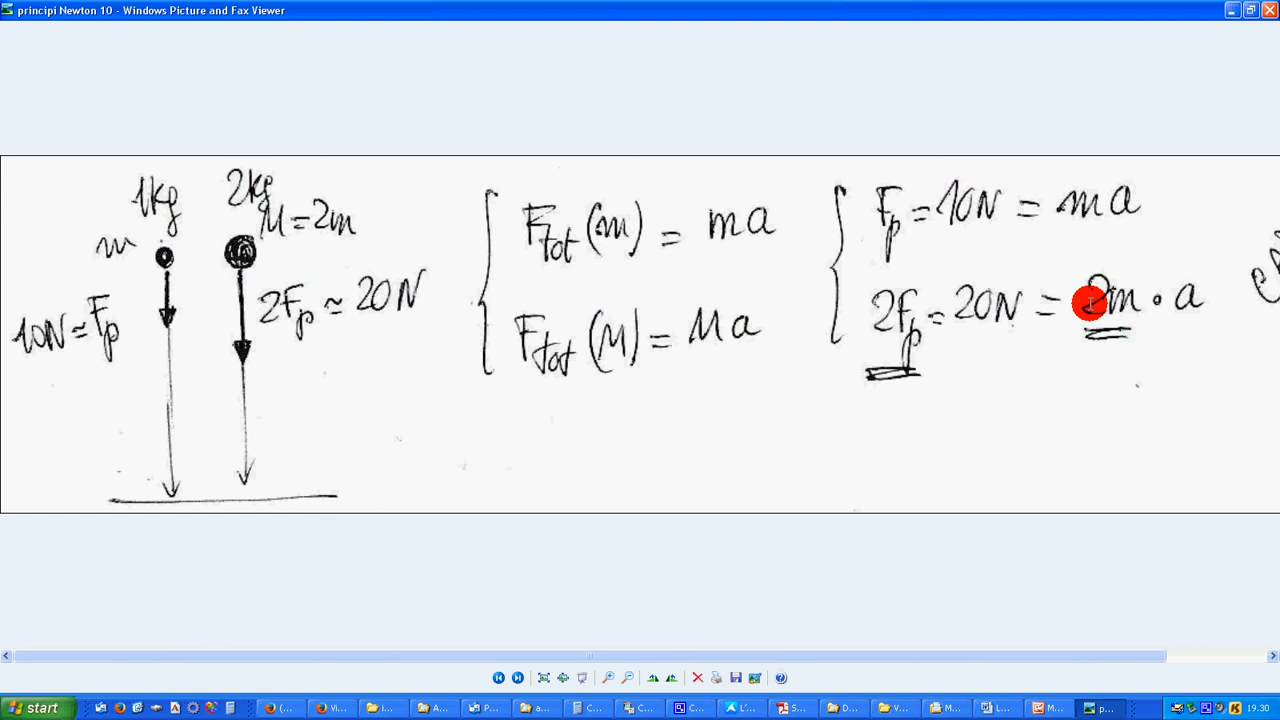 principi Newton 10 - Windows Picture and Fax Viewer
1kg
2kg
m
M = 2m
10N ≃ Fp
2Fp ≃ 20N
Ftot (m) = ma
Ftot (M) = Ma
Fp = 10N = ma
2Fp = 20N = 2m • a
start
(...
Vi...
I...
A...
P...
a...
C...
C...
C...
L'...
S...
D...
V...
M...
L...
M...
p...
19.30